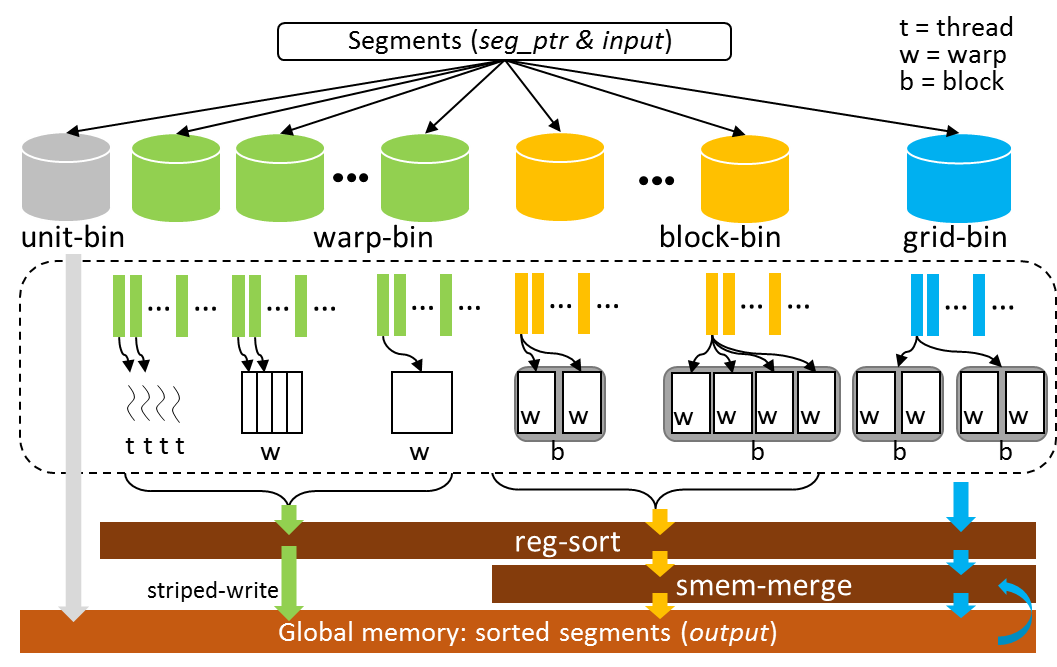 Segments (seg_ptr & input)
t = thread
w = warp
b = block
•••
•••
unit-bin
warp-bin
block-bin
grid-bin
••• •••
••• •••
••• •••
••• •••
••• •••
••• •••
t t t t
w
w
w w
b
w w w w
b
w w
b
w w
b
reg-sort
smem-merge
striped-write
Global memory: sorted segments (output)